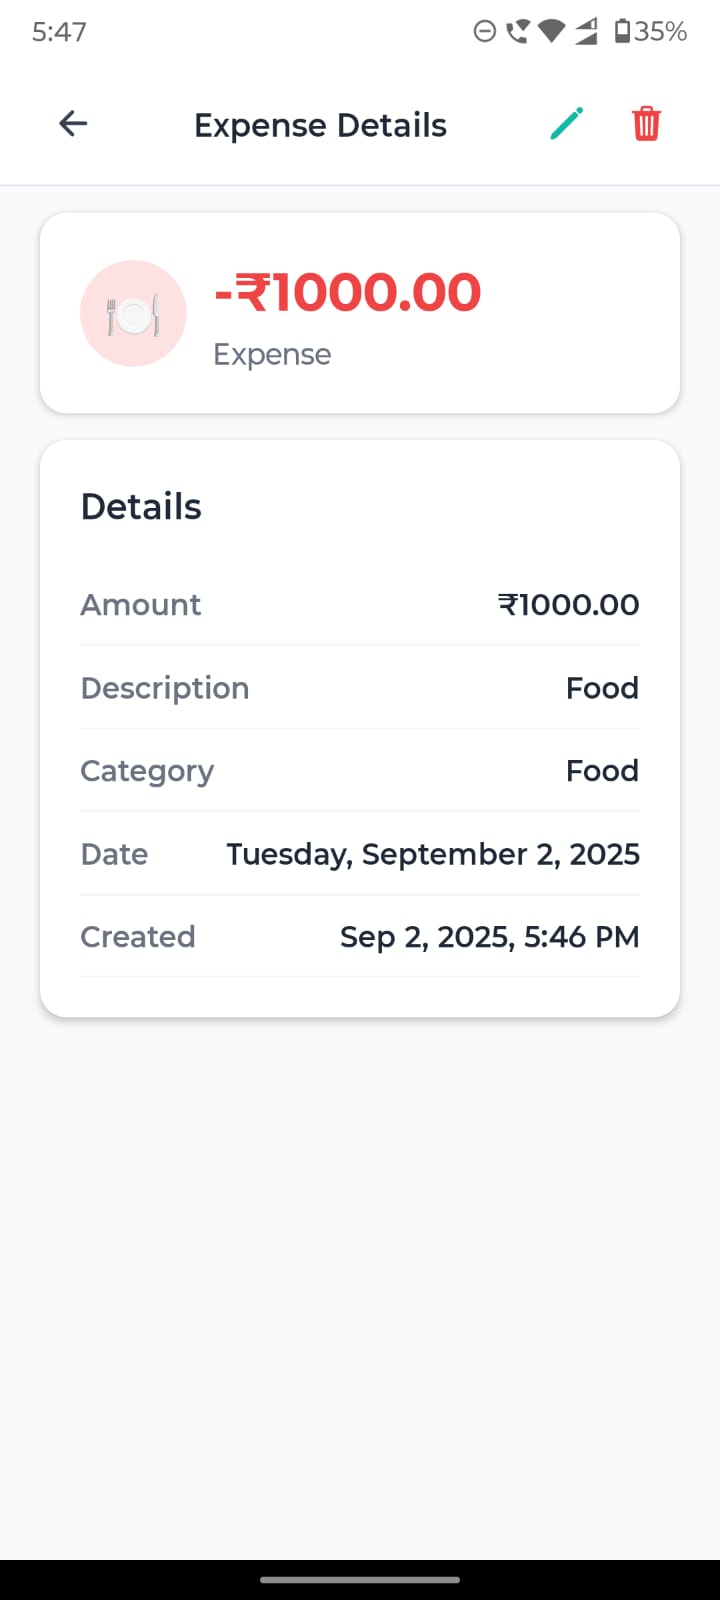 5:47 35%
Expense Details
-₹1000.00
Expense
Details
Amount ₹1000.00
Description Food
Category Food
Date Tuesday, September 2, 2025
Created Sep 2, 2025, 5:46 PM